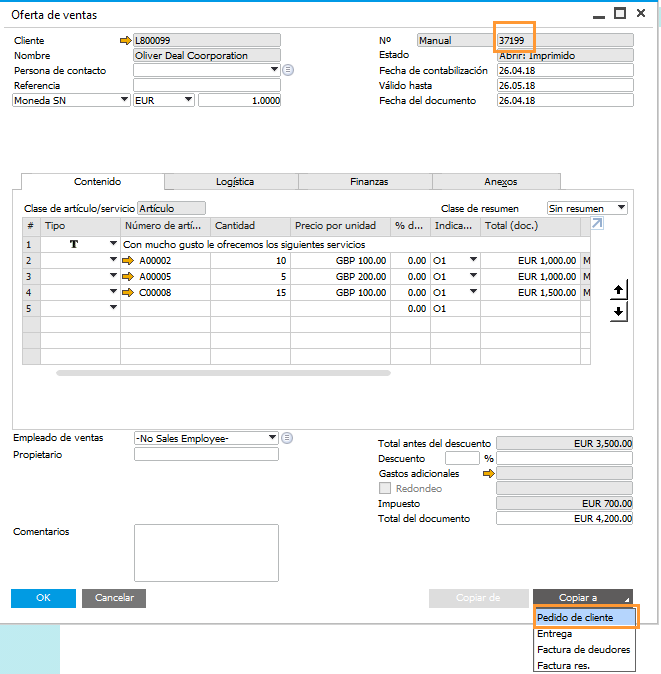 Oferta de ventas
Cliente L800099 Nº Manual 37199
Nombre Oliver Deal Coorporation Estado Abrir: Imprimido
Persona de contacto Fecha de contabilización 26.04.18
Referencia Válido hasta 26.05.18
Moneda SN EUR 1.0000 Fecha del documento 26.04.18
Contenido Logística Finanzas Anexos
Clase de artículo/servicio Artículo Clase de resumen Sin resumen
# Tipo Número de artí... Cantidad Precio por unidad % d... Indica... Total (doc.)
1 T Con mucho gusto le ofrecemos los siguientes servicios
2 A00002 10 GBP 100.00 0.00 O1 EUR 1,000.00 M
3 A00005 5 GBP 200.00 0.00 O1 EUR 1,000.00 M
4 C00008 15 GBP 100.00 0.00 O1 EUR 1,500.00 M
5 0.00 O1
Empleado de ventas -No Sales Employee- Total antes del descuento EUR 3,500.00
Propietario Descuento %
Gastos adicionales
Redondeo
Impuesto EUR 700.00
Total del documento EUR 4,200.00
Comentarios
OK Cancelar Copiar de Copiar a
Pedido de cliente
Entrega
Factura de deudores
Factura res.